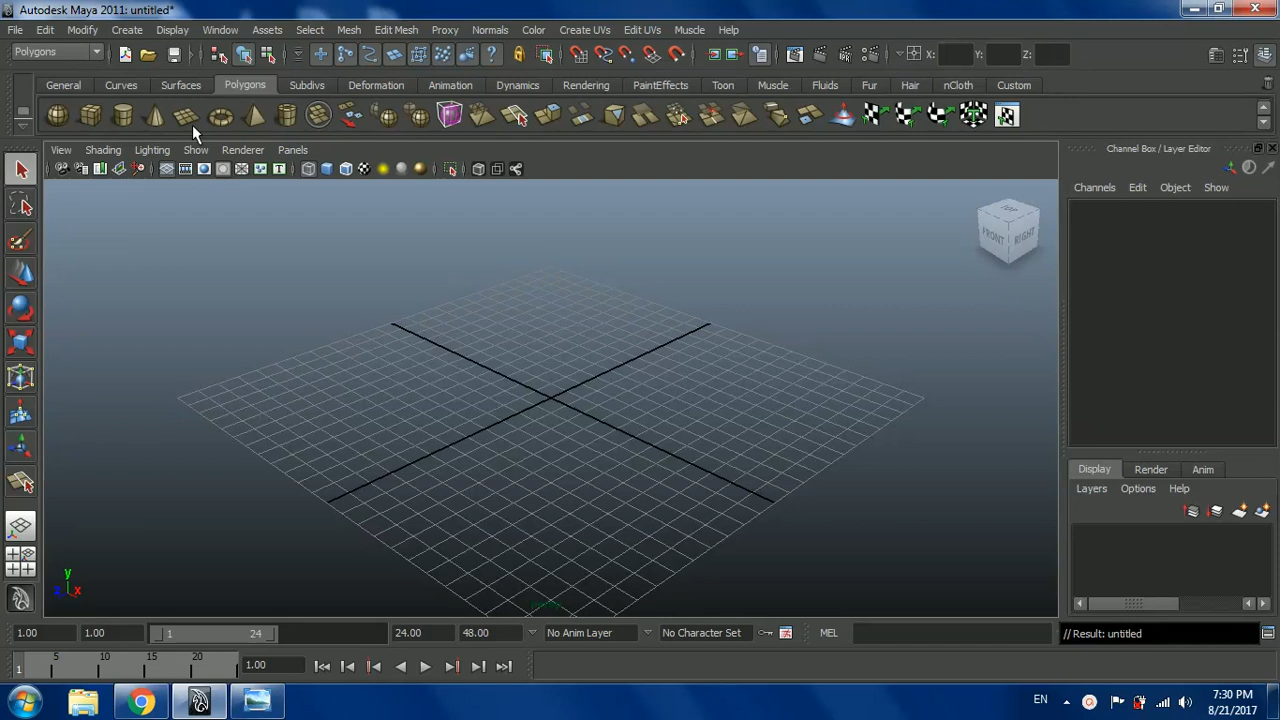 Autodesk Maya 2011: untitled*
File Edit Modify Create Display Window Assets Select Mesh Edit Mesh Proxy Normals Color Create UVs Edit UVs Muscle Help
Polygons X: Y: Z:
General Curves Surfaces Polygons Subdivs Deformation Animation Dynamics Rendering PaintEffects Toon Muscle Fluids Fur Hair nCloth Custom
View Shading Lighting Show Renderer Panels
Channel Box / Layer Editor
Channels Edit Object Show
TOP
FRONT RIGHT
Display Render Anim
Layers Options Help
y
z x
persp
1.00 1.00 1 24 24.00 48.00 No Anim Layer No Character Set MEL // Result: untitled
1 5 10 15 20 1.00
EN 7:30 PM
8/21/2017